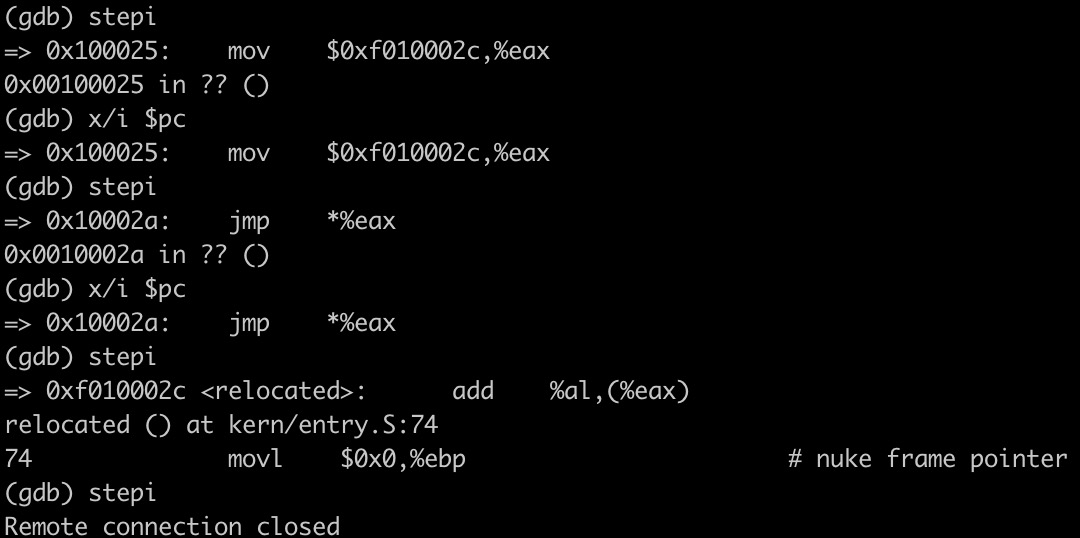 (gdb) stepi
=> 0x100025:    mov    $0xf010002c,%eax
0x00100025 in ?? ()
(gdb) x/i $pc
=> 0x100025:    mov    $0xf010002c,%eax
(gdb) stepi
=> 0x10002a:    jmp    *%eax
0x0010002a in ?? ()
(gdb) x/i $pc
=> 0x10002a:    jmp    *%eax
(gdb) stepi
=> 0xf010002c <relocated>:      add    %al,(%eax)
relocated () at kern/entry.S:74
74              movl    $0x0,%ebp                       # nuke frame pointer
(gdb) stepi
Remote connection closed